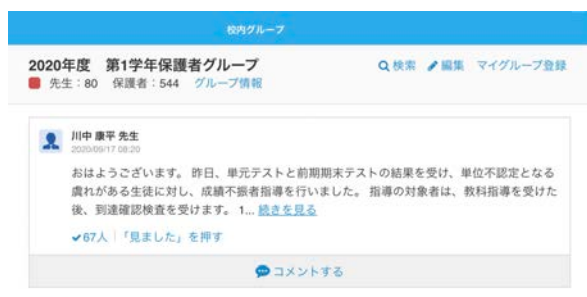 校内グループ
2020年度 第1学年保護者グループ
検索 編集 マイグループ登録
先生：80 保護者：544 グループ情報
川中 康平 先生
2020/09/17 08:20
おはようございます。 昨日、単元テストと前期期末テストの結果を受け、単位不認定となる
虞れがある生徒に対し、成績不振者指導を行いました。 指導の対象者は、教科指導を受けた
後、到達確認検査を受けます。 1... 続きを見る
67人 「見ました」を押す
コメントする